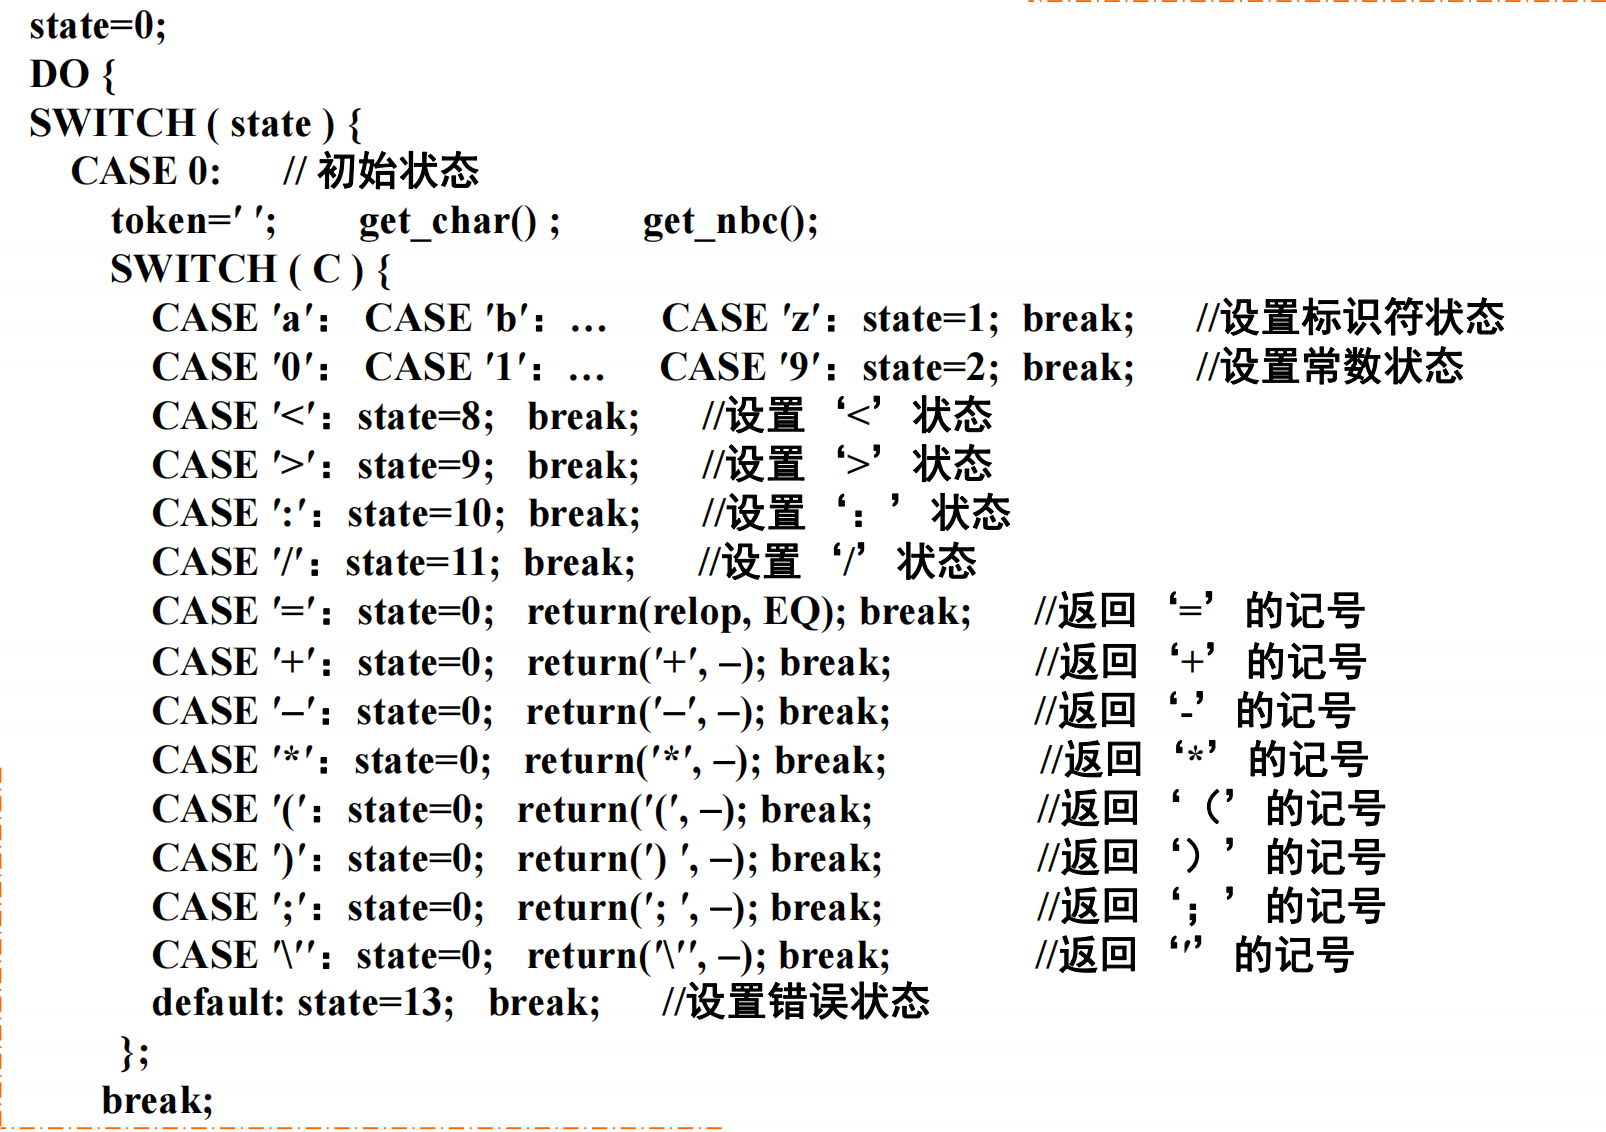 state=0;
DO {
SWITCH ( state ) {
CASE 0: // 初始状态
token=′ ′; get_char() ; get_nbc();
SWITCH ( C ) {
CASE ′a′： CASE ′b′：… CASE ′z′：state=1; break; //设置标识符状态
CASE ′0′： CASE ′1′：… CASE ′9′：state=2; break; //设置常数状态
CASE ′<′：state=8; break; //设置‘<’状态
CASE ′>′：state=9; break; //设置‘>’状态
CASE ′:′：state=10; break; //设置‘：’状态
CASE ′/′：state=11; break; //设置‘/’状态
CASE ′=′：state=0; return(relop, EQ); break; //返回‘=’的记号
CASE ′+′：state=0; return(′+′, –); break; //返回‘+’的记号
CASE ′–′：state=0; return(′–′, –); break; //返回‘-’的记号
CASE ′*′：state=0; return(′*′, –); break; //返回‘*’的记号
CASE ′(′：state=0; return(′(′, –); break; //返回‘（’的记号
CASE ′)′：state=0; return(′) ′, –); break; //返回‘）’的记号
CASE ′;′：state=0; return(′; ′, –); break; //返回‘；’的记号
CASE ′\′′：state=0; return(′\′′, –); break; //返回‘′’的记号
default: state=13; break; //设置错误状态
};
break;